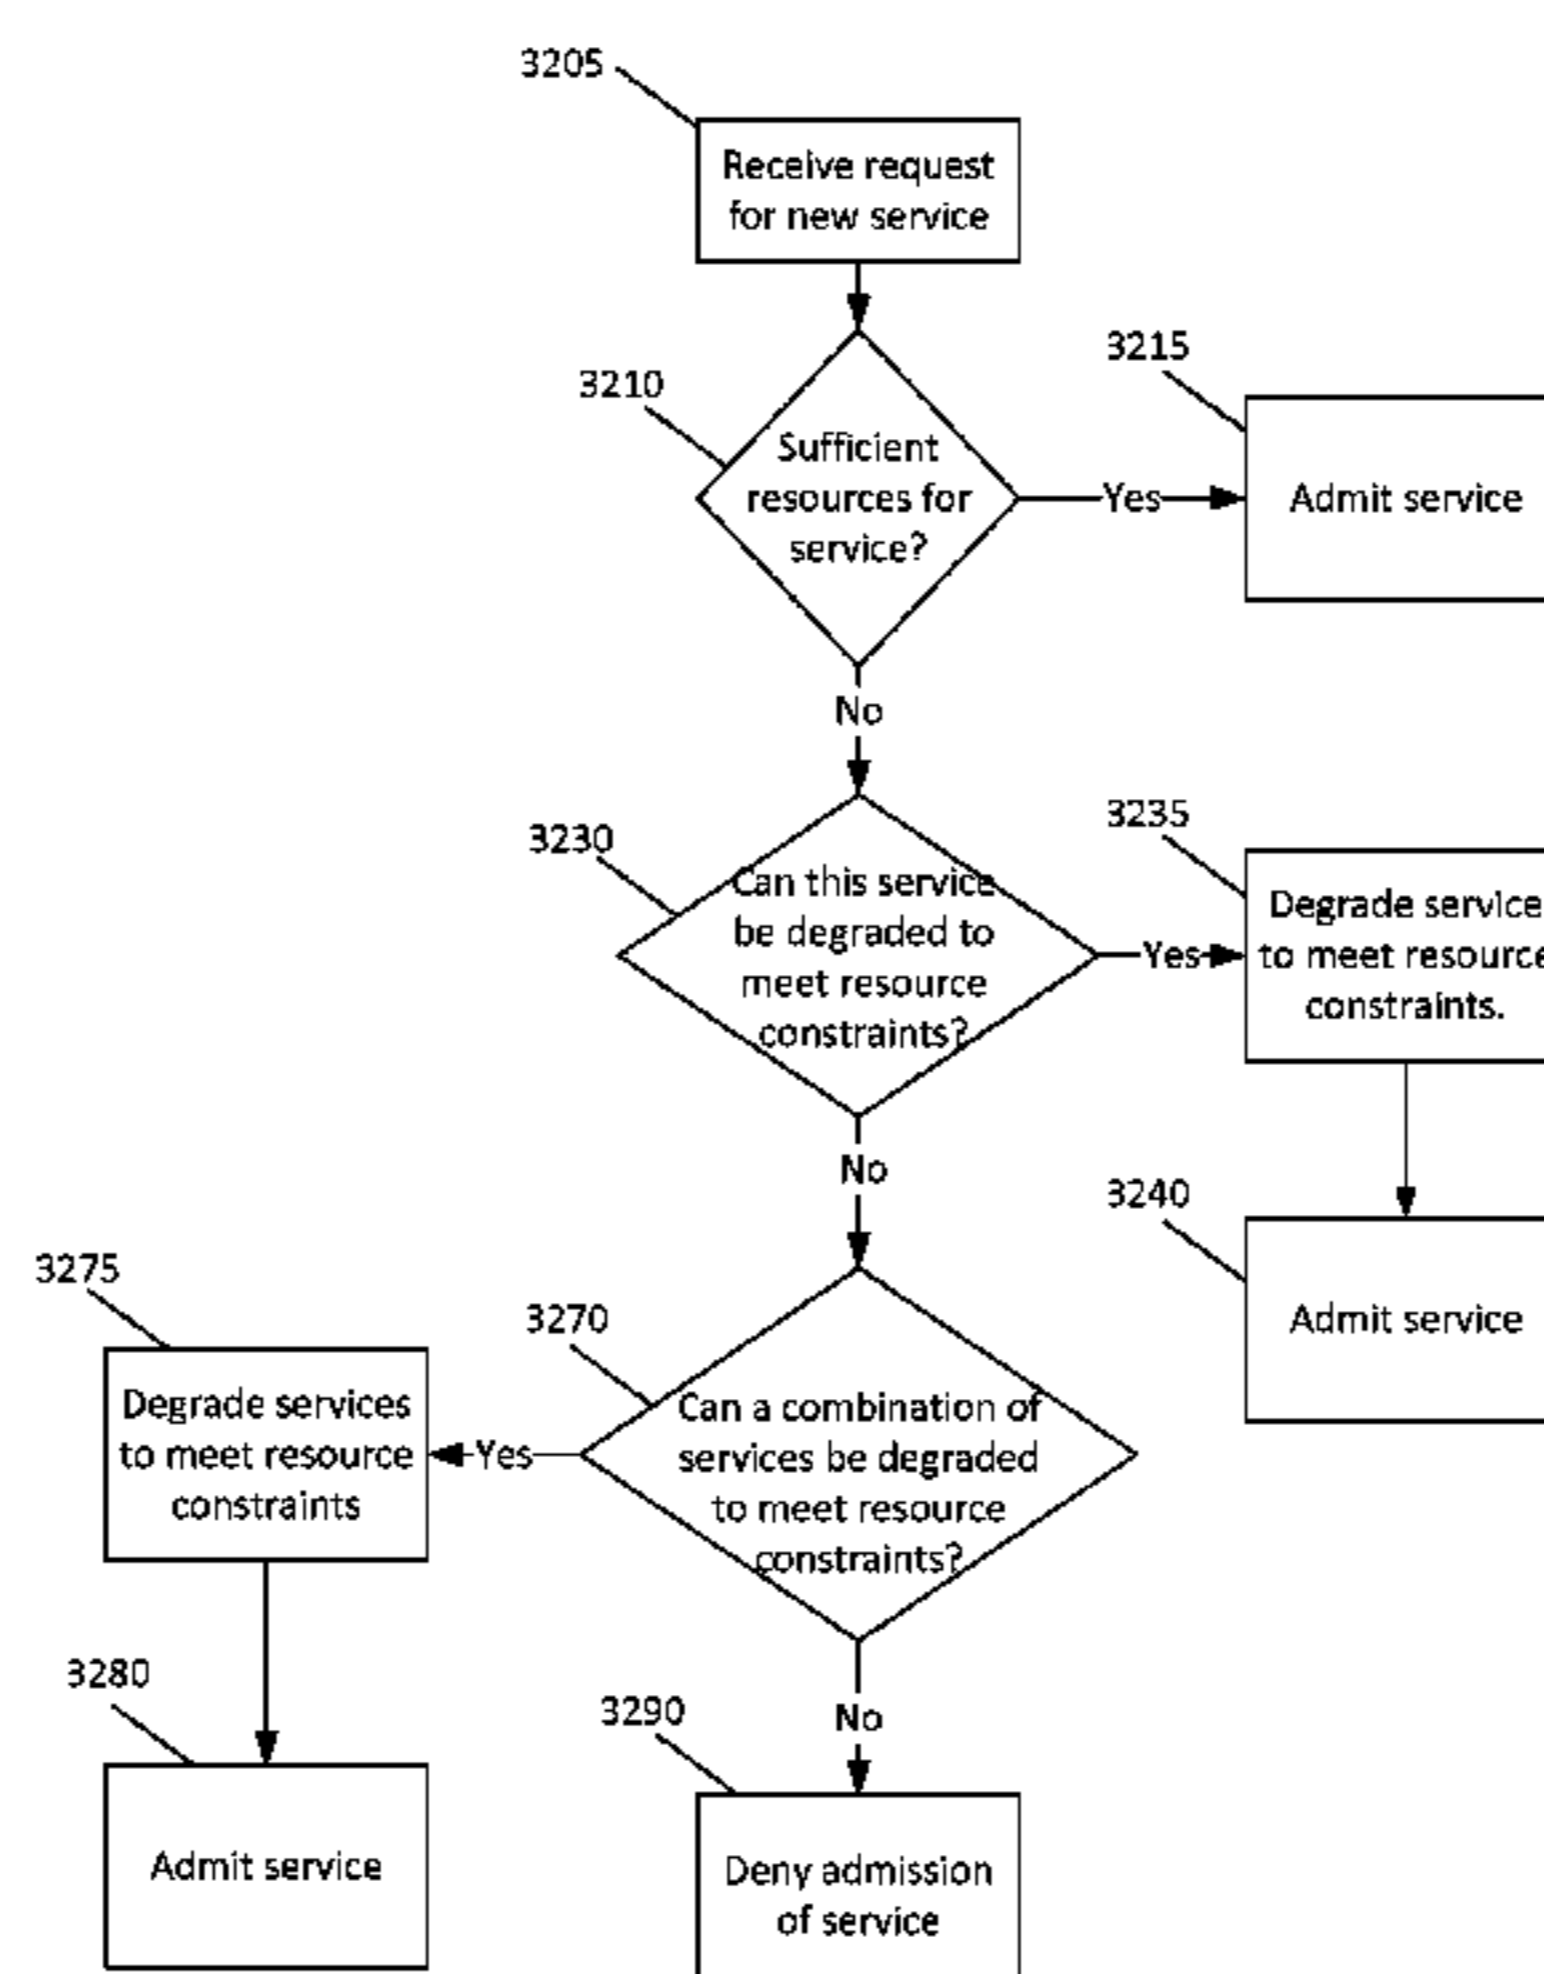 3205
Receive request
for new service
3210
Sufficient
resources for
service?
Yes
3215
Admit service
No
3230
Can this service
be degraded to
meet resource
constraints?
Yes
3235
Degrade service
to meet resource
constraints.
No
3240
Admit service
3270
Can a combination of
services be degraded
to meet resource
constraints?
Yes
3275
Degrade services
to meet resource
constraints
3280
Admit service
No
3290
Deny admission
of service